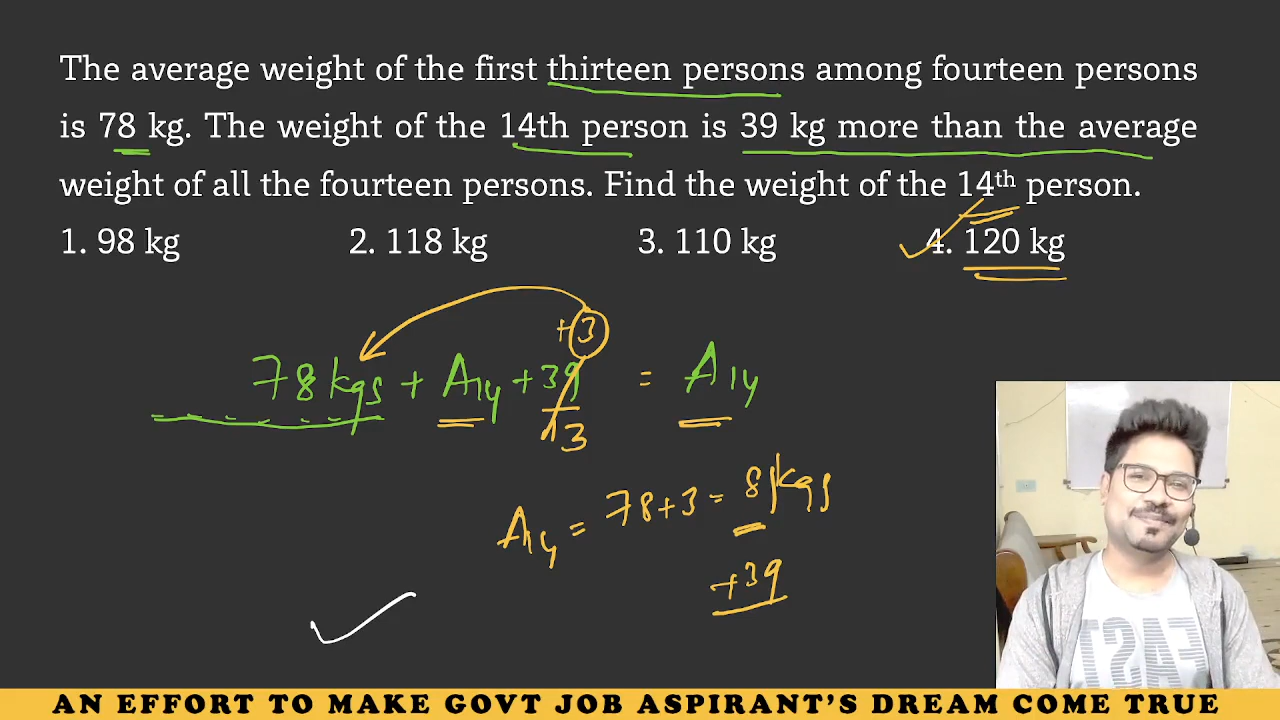 The average weight of the first thirteen persons among fourteen persons
is 78 kg. The weight of the 14th person is 39 kg more than the average
weight of all the fourteen persons. Find the weight of the 14th person.
1. 98 kg 2. 118 kg 3. 110 kg 4. 120 kg
+3
78 kgs + A14 + 39 = A14
13
A14 = 78 + 3 = 81 kgs
+39
AN EFFORT TO MAKE GOVT JOB ASPIRANT'S DREAM COME TRUE